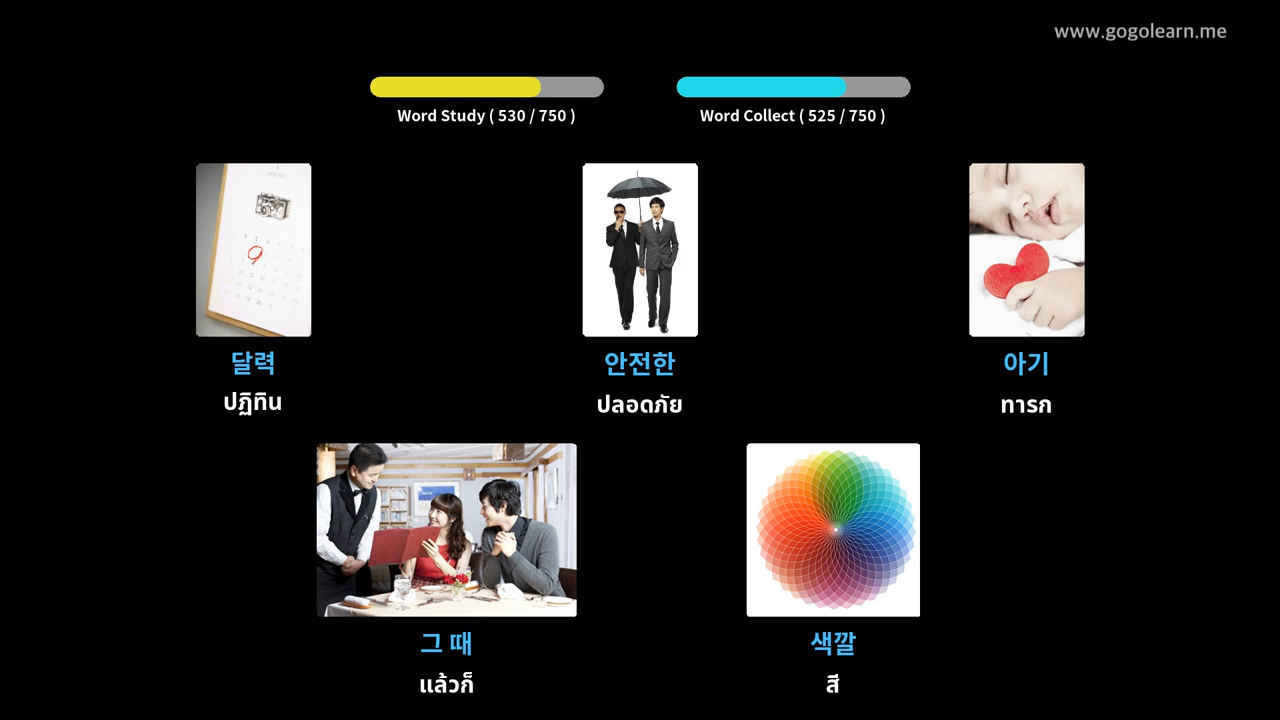 www.gogolearn.me
Word Study ( 530 / 750 )
Word Collect ( 525 / 750 )
달력
안전한
아기
ปฏิทิน
ปลอดภัย
ทารก
그 때
색깔
แล้วก็
สี